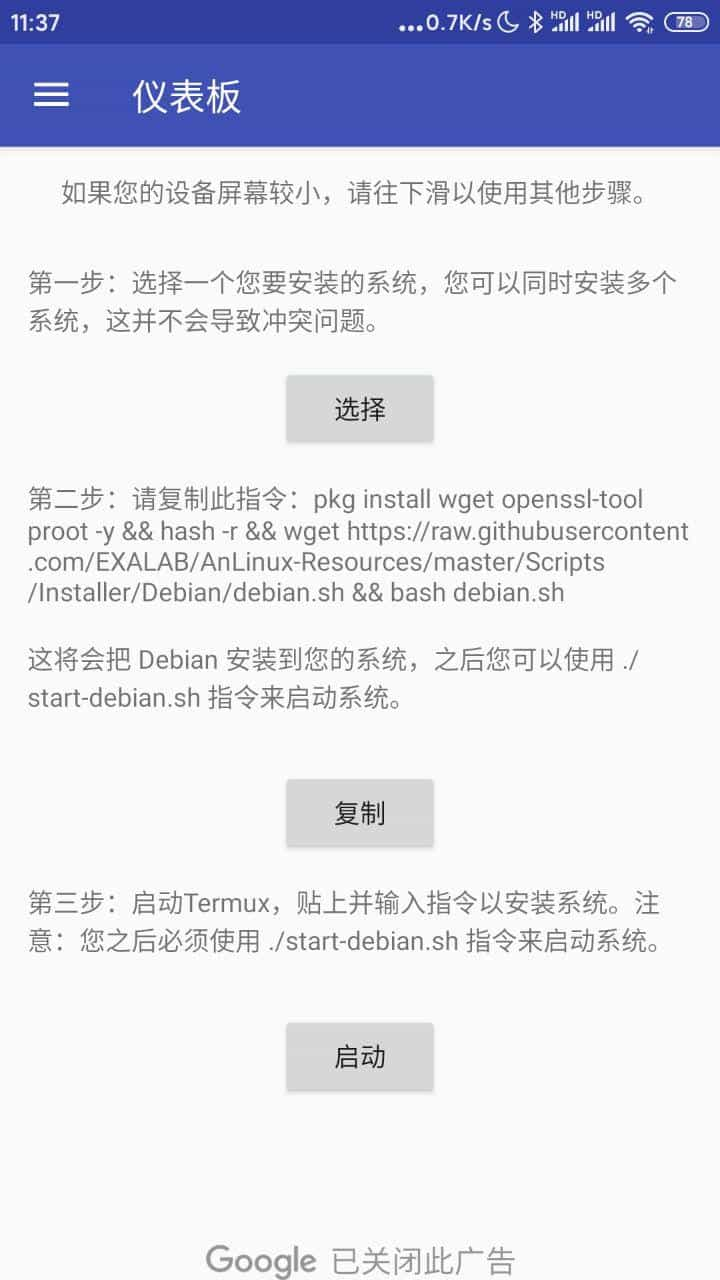 11:37
...0.7K/s HD HD 78
仪表板
如果您的设备屏幕较小，请往下滑以使用其他步骤。
第一步：选择一个您要安装的系统，您可以同时安装多个
系统，这并不会导致冲突问题。
选择
第二步：请复制此指令：pkg install wget openssl-tool
proot -y && hash -r && wget https://raw.githubusercontent
.com/EXALAB/AnLinux-Resources/master/Scripts
/Installer/Debian/debian.sh && bash debian.sh
这将会把 Debian 安装到您的系统，之后您可以使用 ./
start-debian.sh 指令来启动系统。
复制
第三步：启动Termux，贴上并输入指令以安装系统。注
意：您之后必须使用 ./start-debian.sh 指令来启动系统。
启动
Google 已关闭此广告